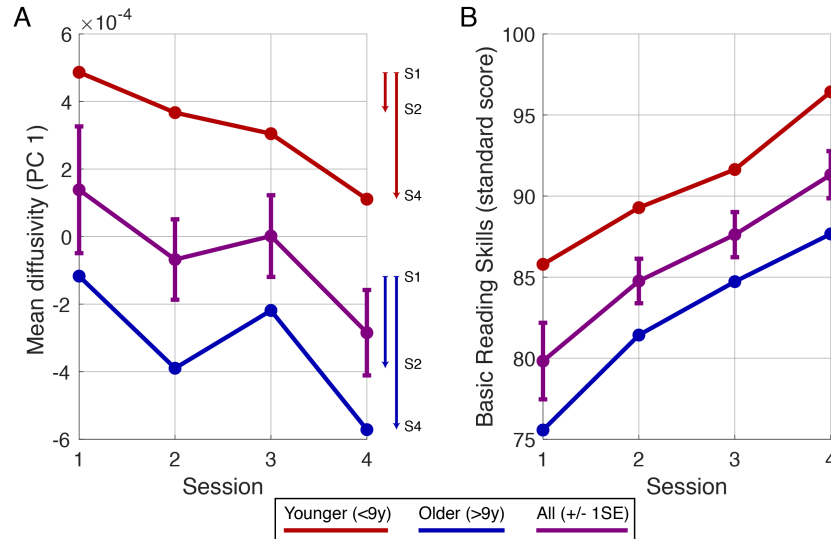 A
×10⁻⁴
6
4
2
0
-2
-4
-6
Mean diffusivity (PC 1)
1 2 3 4
Session
S1
S2
S4
S1
S2
S4
B
100
95
90
85
80
75
Basic Reading Skills (standard score)
1 2 3 4
Session
Younger (<9y) Older (>9y) All (+/- 1SE)